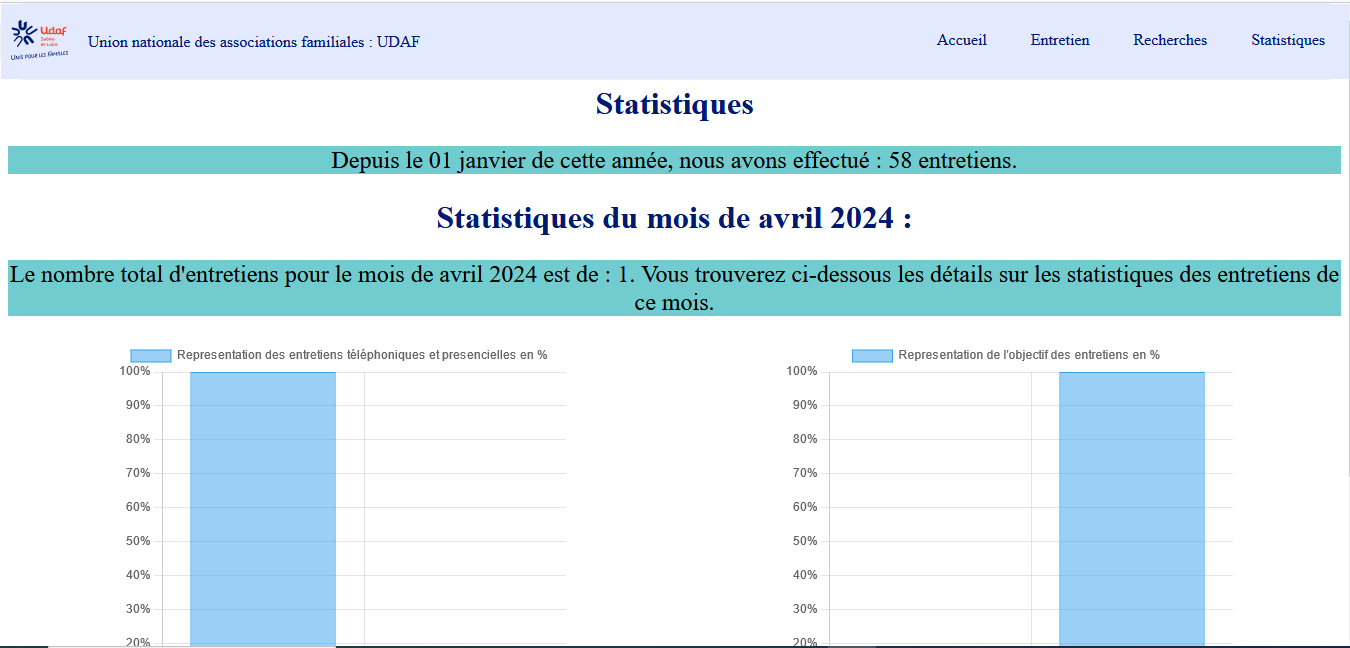 Udaf
Saône-
et-Loire
Unis pour les familles
Union nationale des associations familiales : UDAF
Accueil
Entretien
Recherches
Statistiques
Statistiques
Depuis le 01 janvier de cette année, nous avons effectué : 58 entretiens.
Statistiques du mois de avril 2024 :
Le nombre total d'entretiens pour le mois de avril 2024 est de : 1. Vous trouverez ci-dessous les détails sur les statistiques des entretiens de
ce mois.
Representation des entretiens téléphoniques et presencielles en %
100%
90%
80%
70%
60%
50%
40%
30%
20%
Representation de l'objectif des entretiens en %
100%
90%
80%
70%
60%
50%
40%
30%
20%